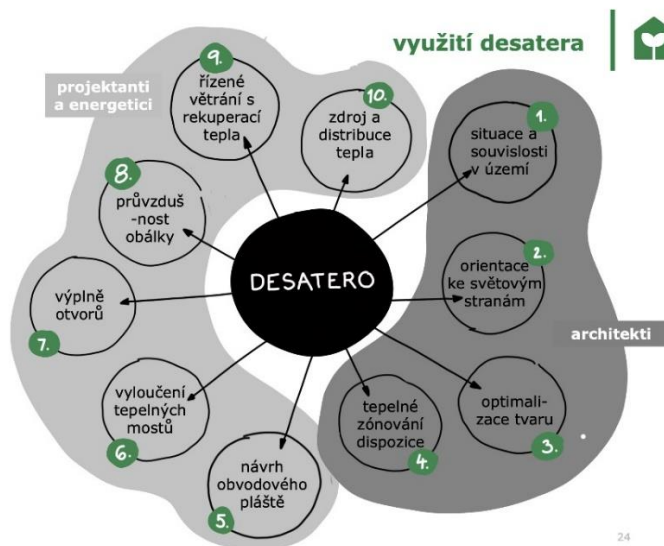 využití desatera
projektanti
a energetici
architekti
DESATERO
1.
situace a
souvislosti
v území
2.
orientace
ke světovým
stranám
3.
optimali-
zace tvaru
4.
tepelné
zónování
dispozice
5.
návrh
obvodového
pláště
6.
vyloučení
tepelných
mostů
7.
výplně
otvorů
8.
průvzduš
-nost
obálky
9.
řízené
větrání s
rekuperací
tepla
10.
zdroj a
distribuce
tepla
24